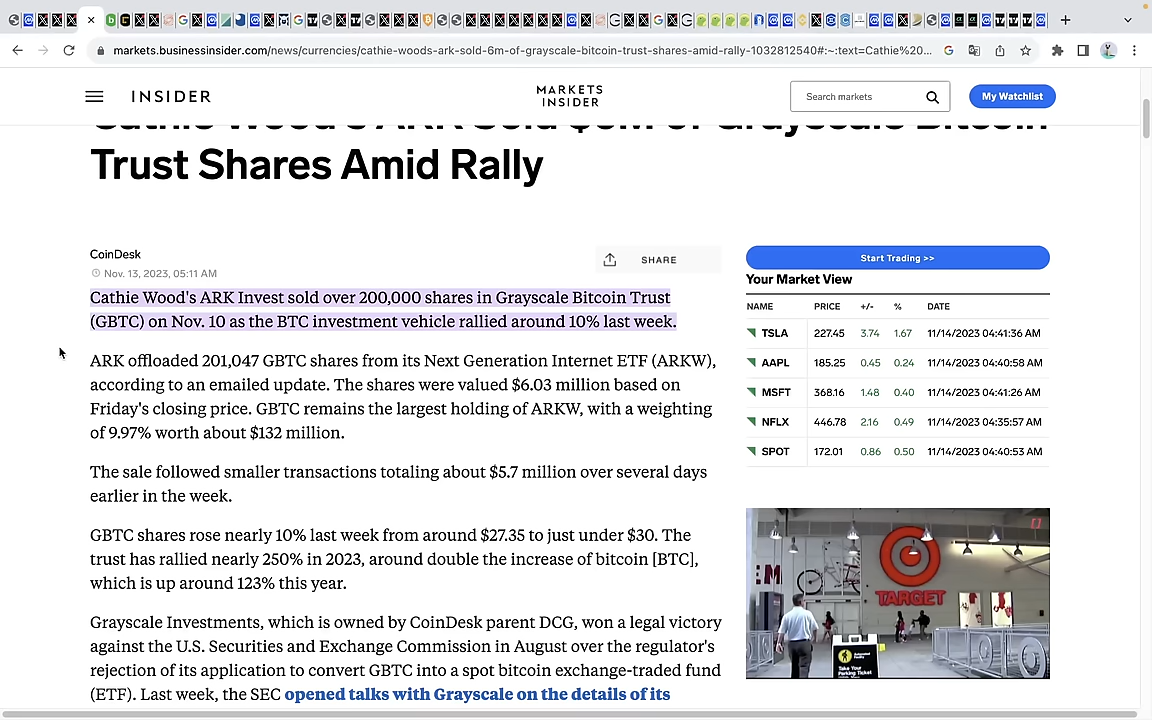 markets.businessinsider.com/news/currencies/cathie-woods-ark-sold-6m-of-grayscale-bitcoin-trust-shares-amid-rally-1032812540#:~:text=Cathie%20...
INSIDER
MARKETS
INSIDER
Search markets
My Watchlist
Cathie Wood's ARK Sold $6M of Grayscale Bitcoin
Trust Shares Amid Rally
CoinDesk
Nov. 13, 2023, 05:11 AM
SHARE
Cathie Wood's ARK Invest sold over 200,000 shares in Grayscale Bitcoin Trust
(GBTC) on Nov. 10 as the BTC investment vehicle rallied around 10% last week.
ARK offloaded 201,047 GBTC shares from its Next Generation Internet ETF (ARKW),
according to an emailed update. The shares were valued $6.03 million based on
Friday's closing price. GBTC remains the largest holding of ARKW, with a weighting
of 9.97% worth about $132 million.
The sale followed smaller transactions totaling about $5.7 million over several days
earlier in the week.
GBTC shares rose nearly 10% last week from around $27.35 to just under $30. The
trust has rallied nearly 250% in 2023, around double the increase of bitcoin [BTC],
which is up around 123% this year.
Grayscale Investments, which is owned by CoinDesk parent DCG, won a legal victory
against the U.S. Securities and Exchange Commission in August over the regulator's
rejection of its application to convert GBTC into a spot bitcoin exchange-traded fund
(ETF). Last week, the SEC opened talks with Grayscale on the details of its
Start Trading >>
Your Market View
NAME PRICE +/- % DATE
TSLA 227.45 3.74 1.67 11/14/2023 04:41:36 AM
AAPL 185.25 0.45 0.24 11/14/2023 04:40:58 AM
MSFT 368.16 1.48 0.40 11/14/2023 04:41:26 AM
NFLX 446.78 2.16 0.49 11/14/2023 04:35:57 AM
SPOT 172.01 0.86 0.50 11/14/2023 04:40:53 AM
TARGET